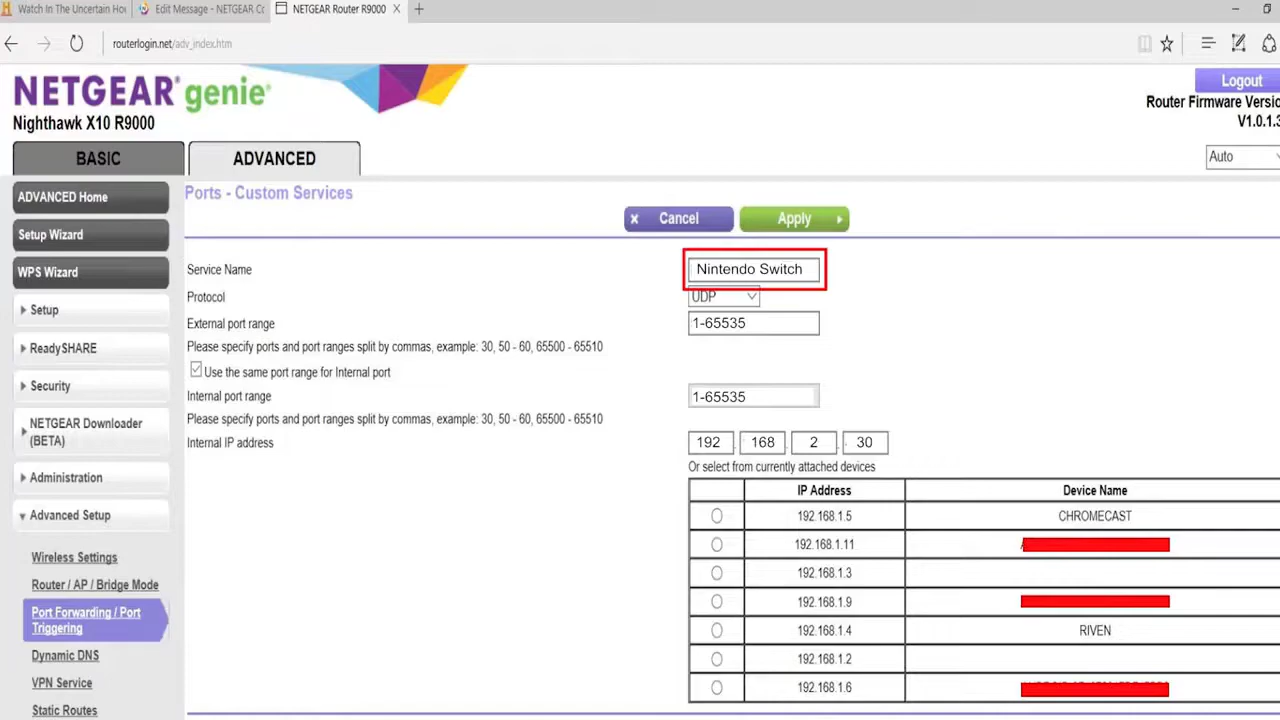 Watch In The Uncertain Ho
Edit Message - NETGEAR Co
NETGEAR Router R9000
routerlogin.net/adv_index.htm
NETGEAR® genie®
Logout
Nighthawk X10 R9000
Router Firmware Versio
V1.0.1.3
BASIC
ADVANCED
Auto
ADVANCED Home
Setup Wizard
WPS Wizard
Setup
ReadySHARE
Security
NETGEAR Downloader
(BETA)
Administration
Advanced Setup
Wireless Settings
Router / AP / Bridge Mode
Port Forwarding / Port
Triggering
Dynamic DNS
VPN Service
Static Routes
Ports - Custom Services
Cancel
Apply
Service Name
Nintendo Switch
Protocol
UDP
External port range
1-65535
Please specify ports and port ranges split by commas, example: 30, 50 - 60, 65500 - 65510
Use the same port range for Internal port
Internal port range
1-65535
Please specify ports and port ranges split by commas, example: 30, 50 - 60, 65500 - 65510
Internal IP address
192 . 168 . 2 . 30
Or select from currently attached devices
IP Address Device Name
192.168.1.5 CHROMECAST
192.168.1.11
192.168.1.3
192.168.1.9
192.168.1.4 RIVEN
192.168.1.2
192.168.1.6